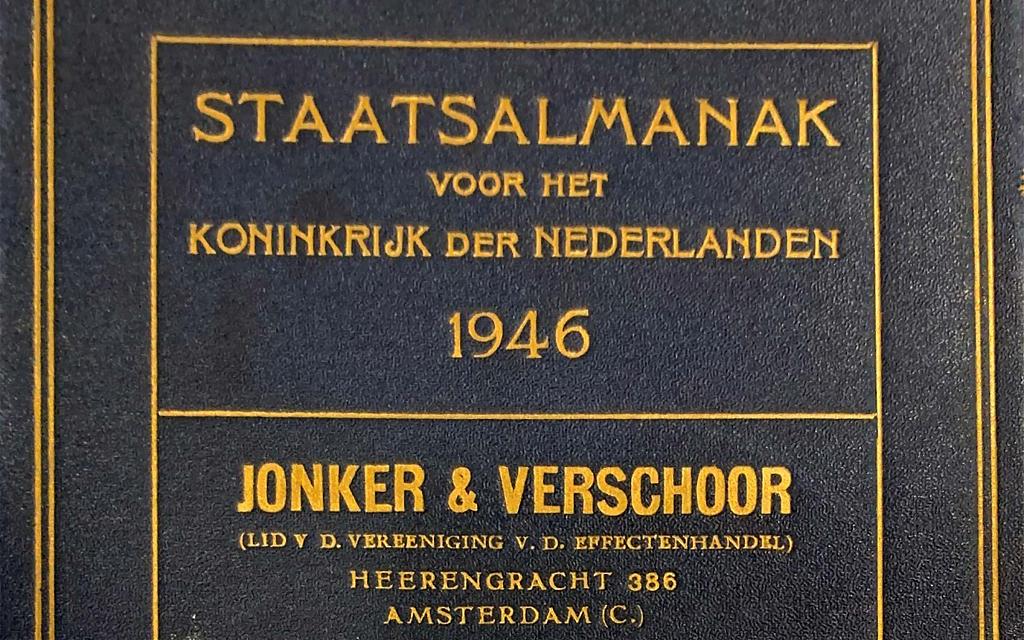 STAATSALMANAK
VOOR HET
KONINKRIJK DER NEDERLANDEN
1946
JONKER & VERSCHOOR
(LID V D. VEREENIGING V. D. EFFECTENHANDEL)
HEERENGRACHT 386
AMSTERDAM (C.)